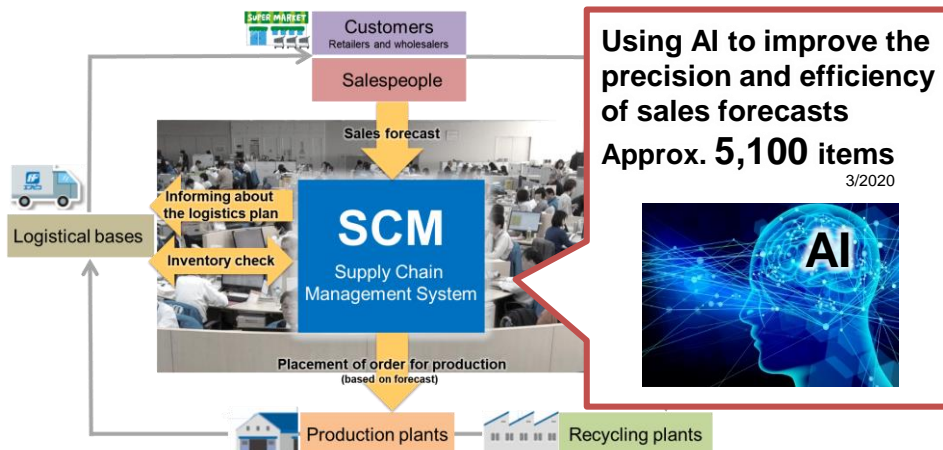 SUPER MARKET
Customers
Retailers and wholesalers
Salespeople
Sales forecast
Informing about
the logistics plan
Logistical bases
Inventory check
SCM
Supply Chain
Management System
Placement of order for production
(based on forecast)
Production plants
Recycling plants
Using AI to improve the
precision and efficiency
of sales forecasts
Approx. 5,100 items
3/2020
AI